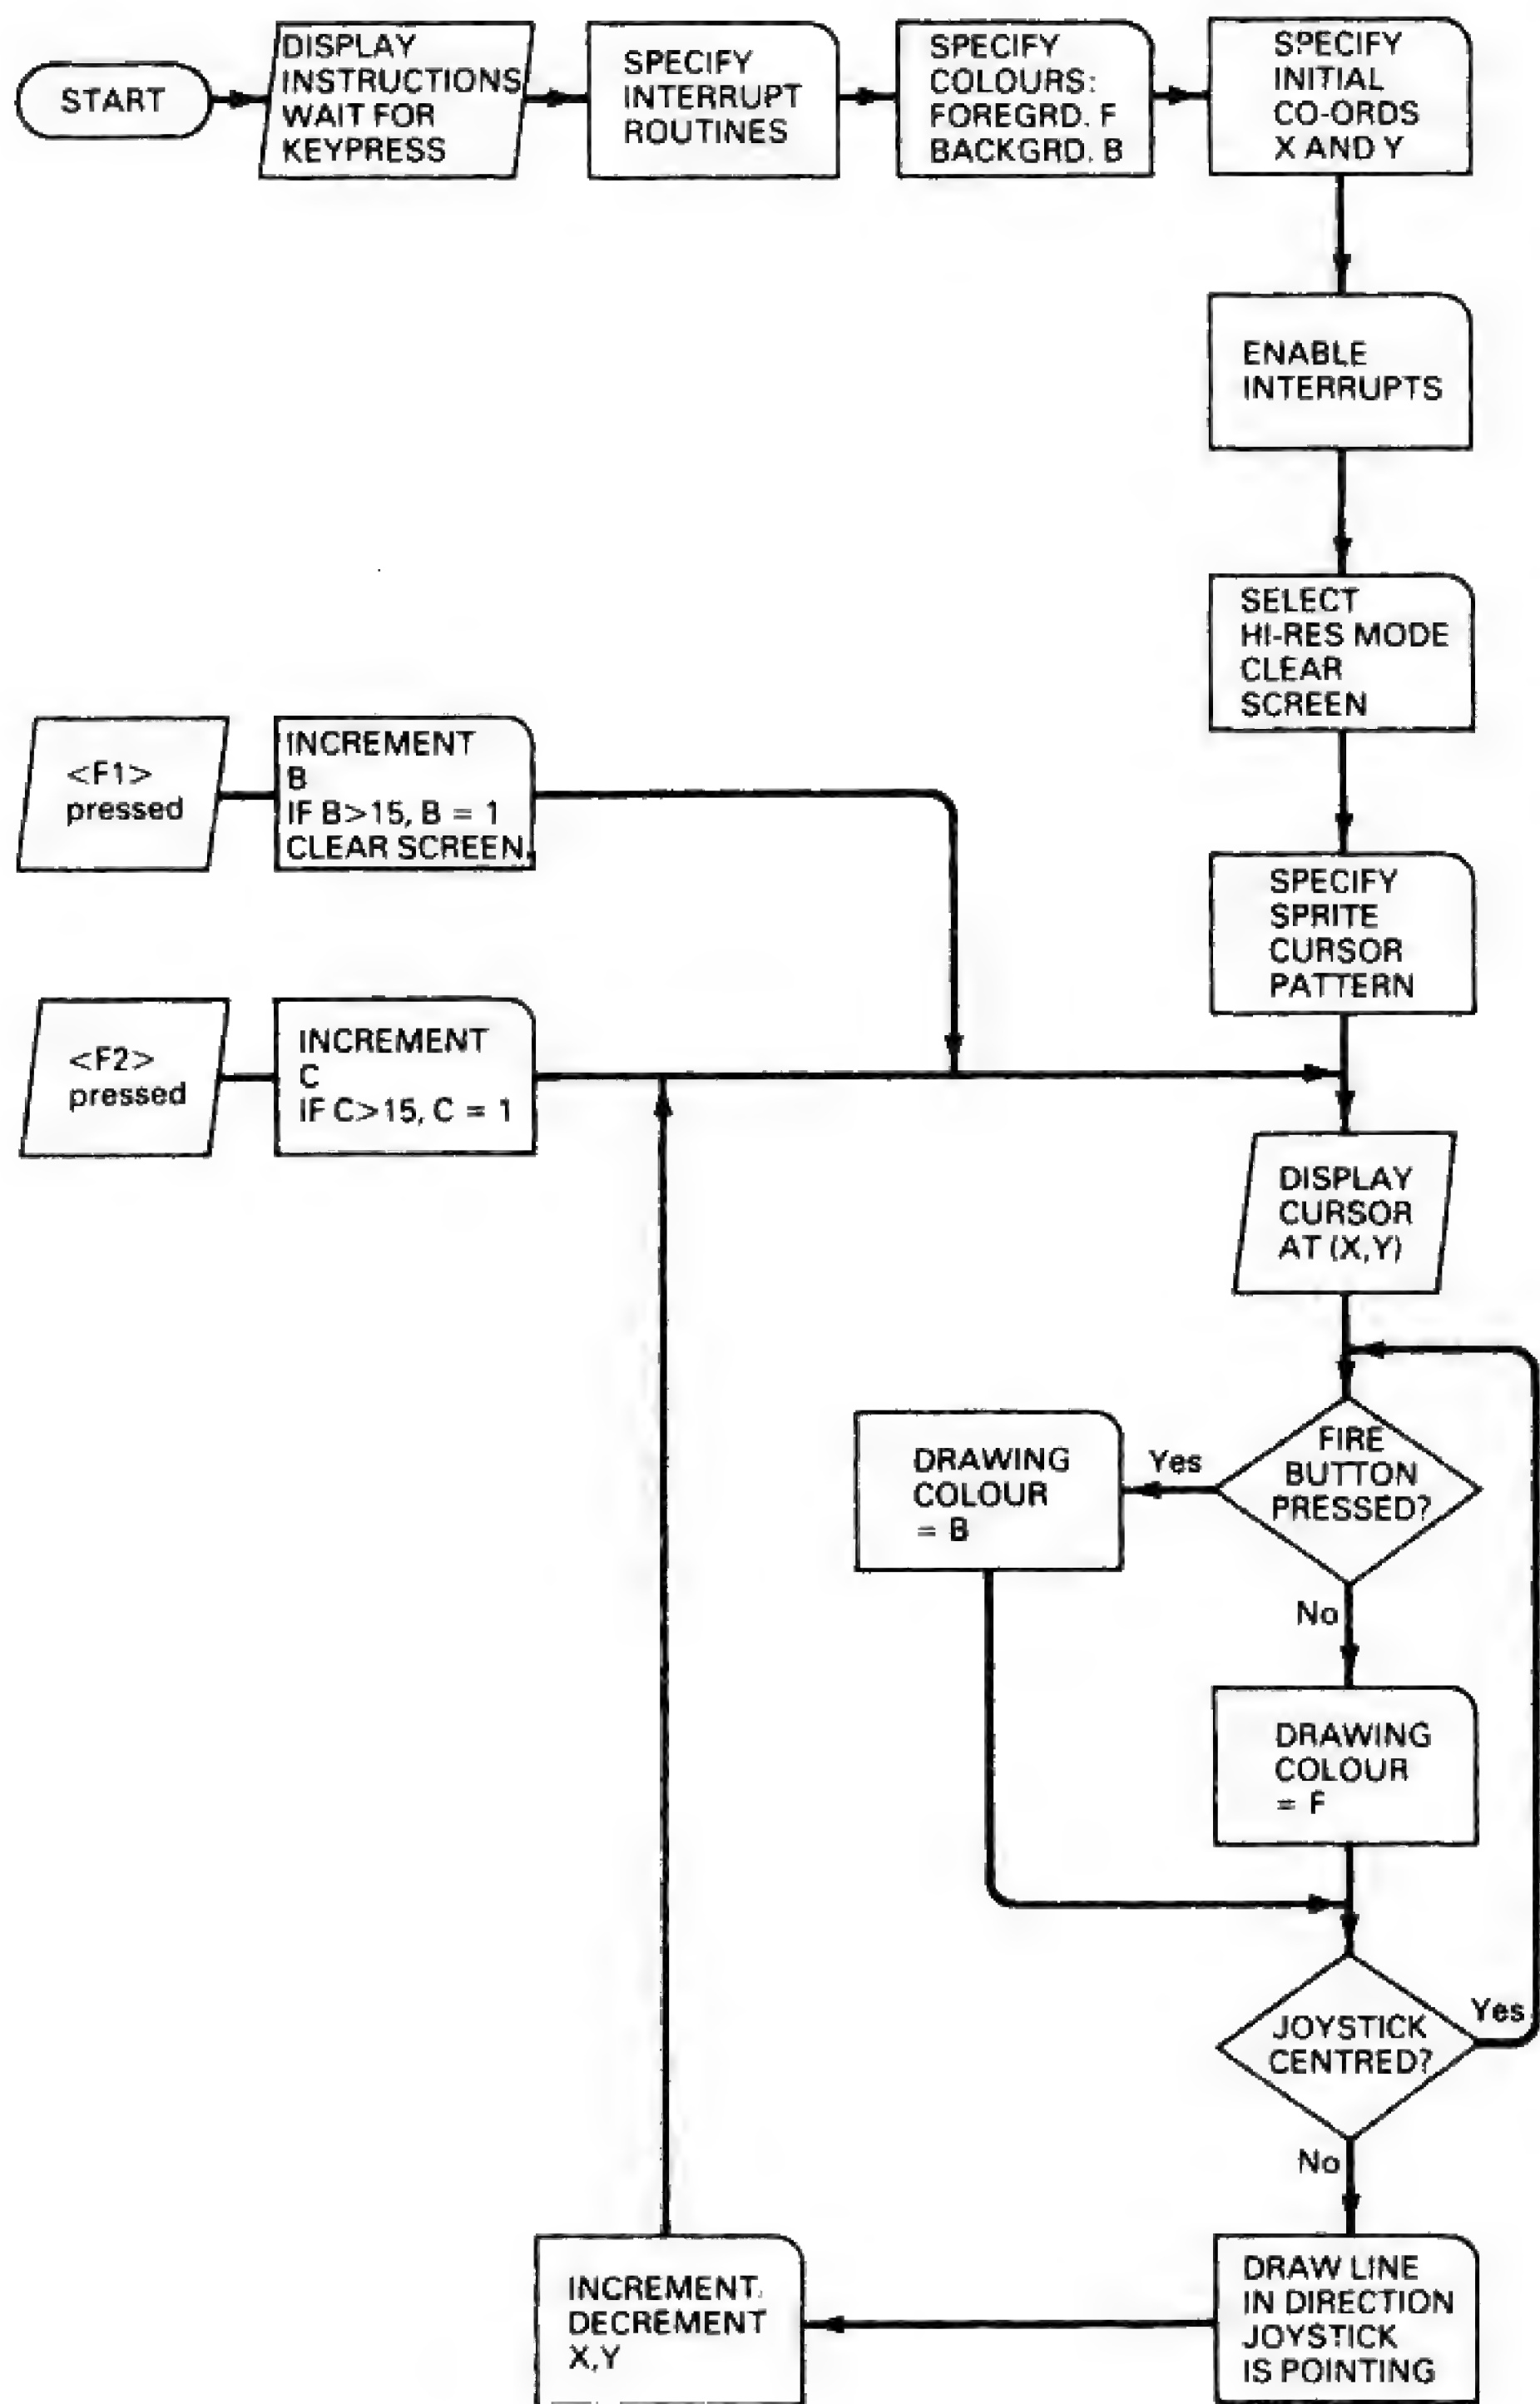 START
DISPLAY
INSTRUCTIONS
WAIT FOR
KEYPRESS
SPECIFY
INTERRUPT
ROUTINES
SPECIFY
COLOURS:
FOREGRD. F
BACKGRD. B
SPECIFY
INITIAL
CO-ORDS
X AND Y
ENABLE
INTERRUPTS
SELECT
HI-RES MODE
CLEAR
SCREEN
<F1>
pressed
INCREMENT
B
IF B>15, B = 1
CLEAR SCREEN
SPECIFY
SPRITE
CURSOR
PATTERN
<F2>
pressed
INCREMENT
C
IF C>15, C = 1
DISPLAY
CURSOR
AT (X,Y)
FIRE
BUTTON
PRESSED?
Yes
DRAWING
COLOUR
= B
No
DRAWING
COLOUR
= F
JOYSTICK
CENTRED?
Yes
No
DRAW LINE
IN DIRECTION
JOYSTICK
IS POINTING
INCREMENT,
DECREMENT
X,Y